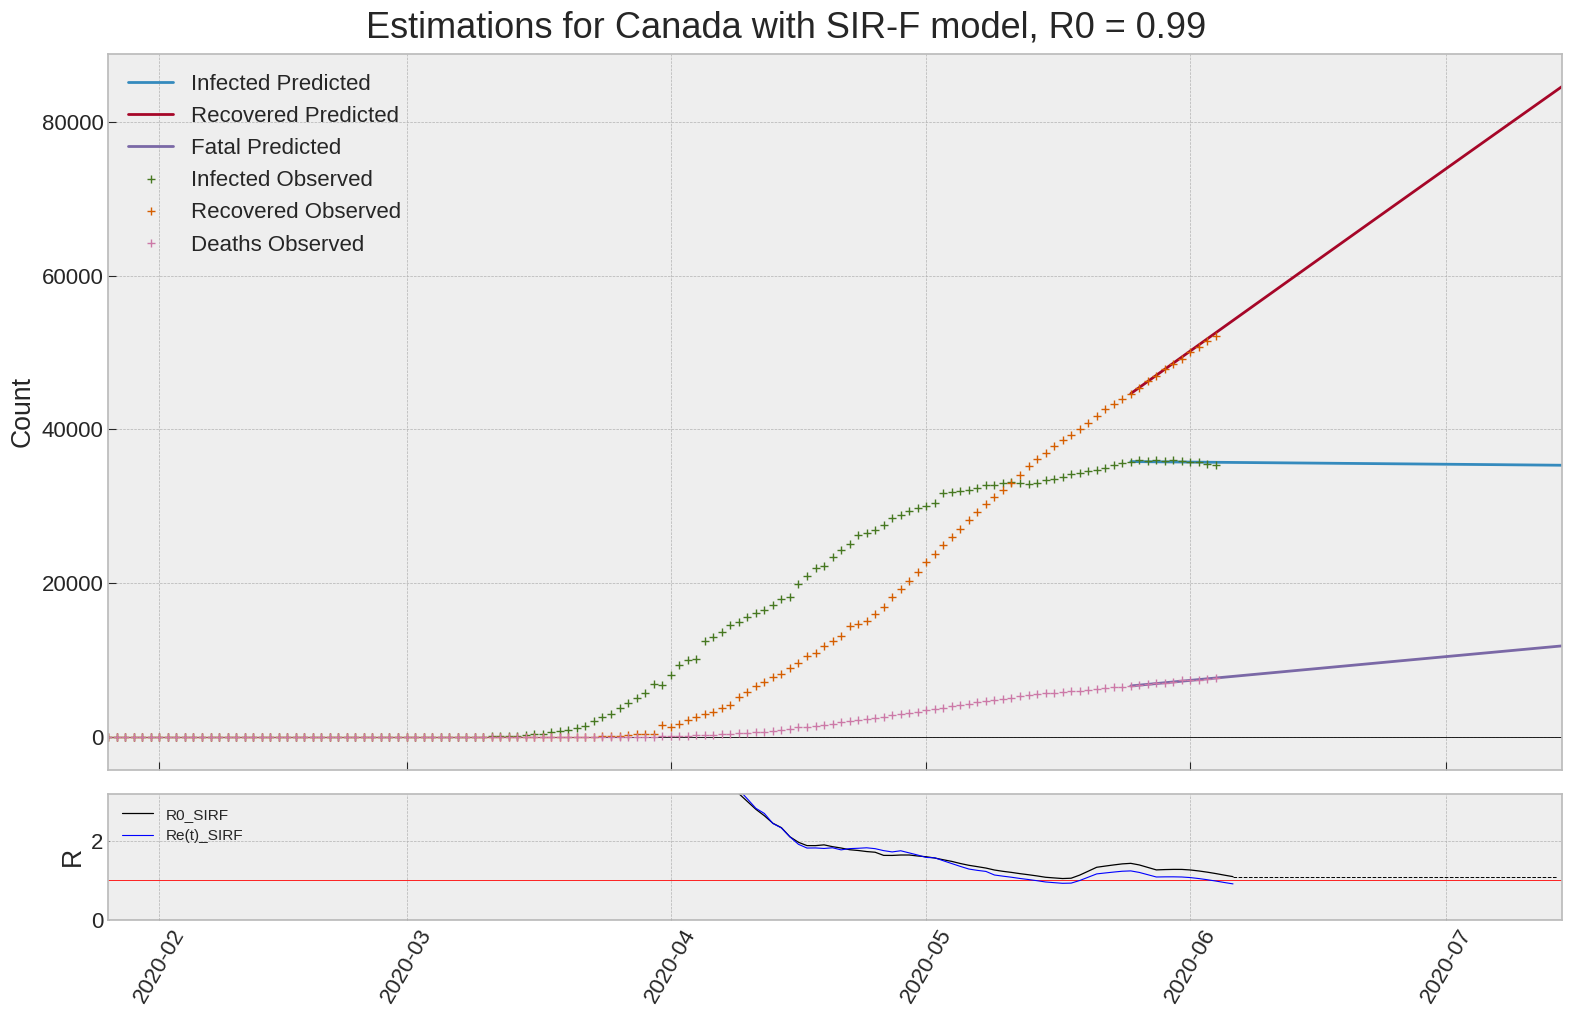 Estimations for Canada with SIR-F model, R0 = 0.99
Infected Predicted
Recovered Predicted
Fatal Predicted
Infected Observed
Recovered Observed
Deaths Observed
80000
60000
40000
20000
0
Count
R0_SIRF
Re(t)_SIRF
2
0
R
2020-02
2020-03
2020-04
2020-05
2020-06
2020-07